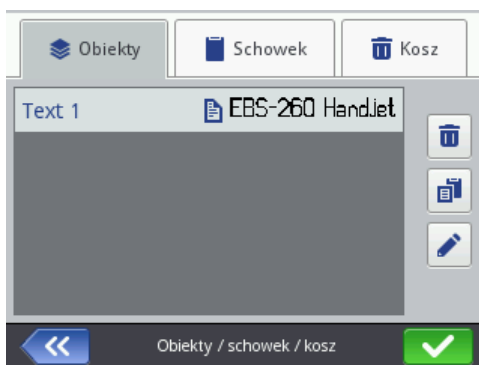 Obiekty Schowek Kosz
Text 1 EBS-260 HandJet
Obiekty / schowek / kosz